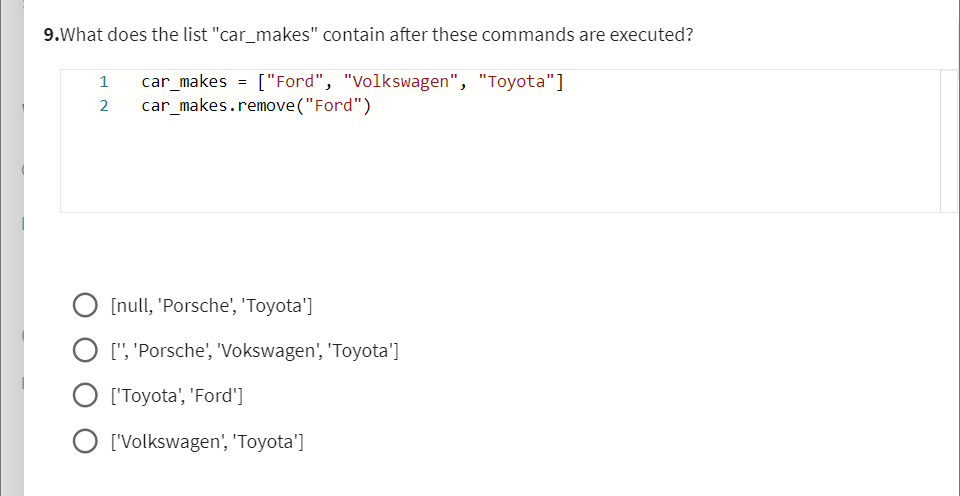 9.What does the list "car_makes" contain after these commands are executed?
1 car_makes = ["Ford", "Volkswagen", "Toyota"]
2 car_makes.remove("Ford")
[null, 'Porsche', 'Toyota']
['', 'Porsche', 'Vokswagen', 'Toyota']
['Toyota', 'Ford']
['Volkswagen', 'Toyota']